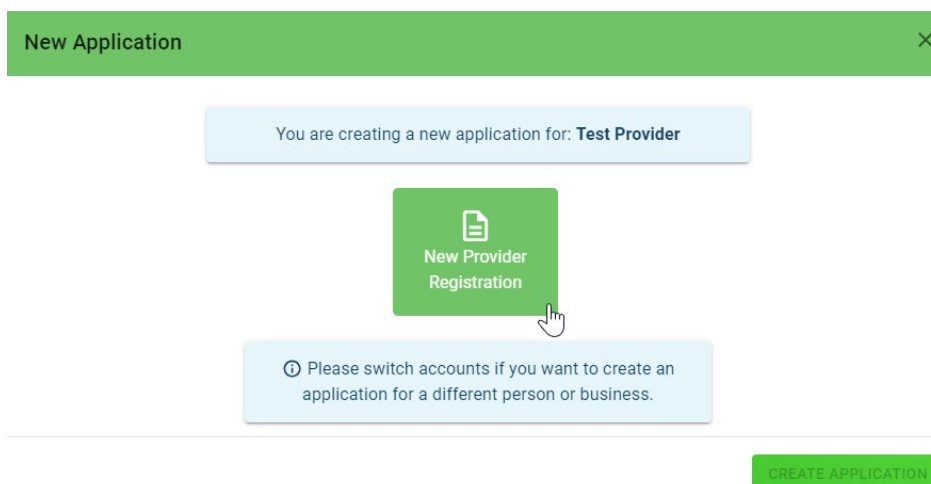 New Application
You are creating a new application for: Test Provider
New Provider
Registration
Please switch accounts if you want to create an
application for a different person or business.
CREATE APPLICATION